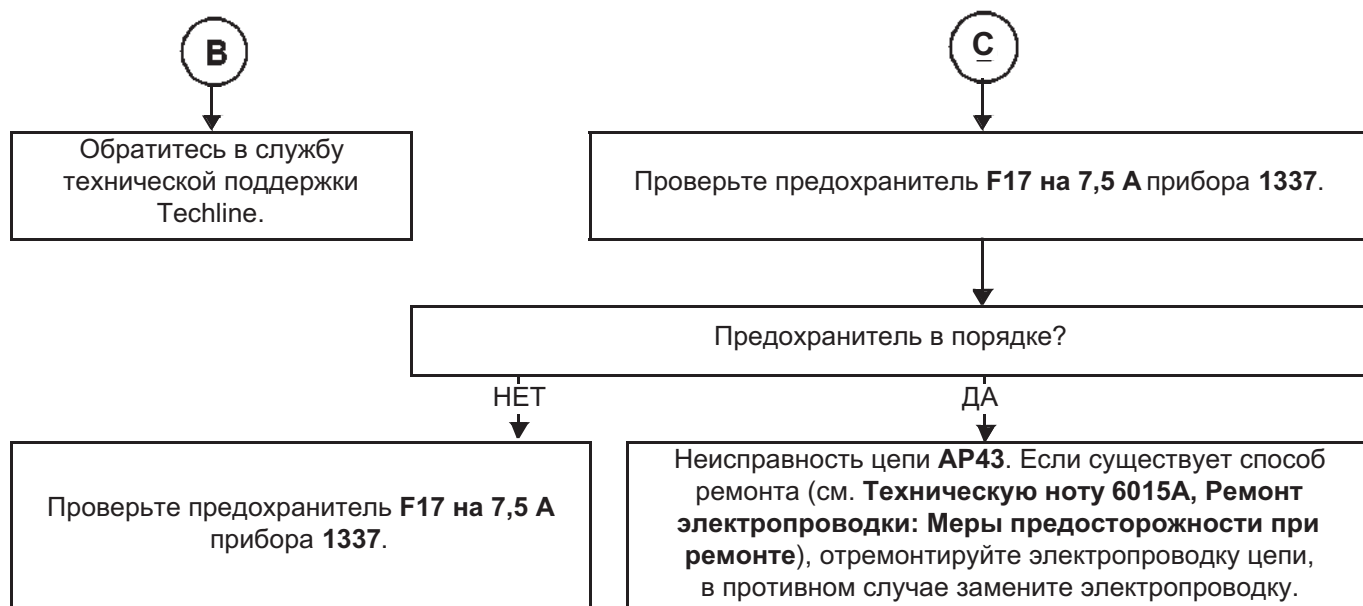 B
C
Обратитесь в службу
технической поддержки
Techline.
Проверьте предохранитель F17 на 7,5 А прибора 1337.
Предохранитель в порядке?
НЕТ
ДА
Проверьте предохранитель F17 на 7,5 А
прибора 1337.
Неисправность цепи AP43. Если существует способ
ремонта (см. Техническую ноту 6015A, Ремонт
электропроводки: Меры предосторожности при
ремонте), отремонтируйте электропроводку цепи,
в противном случае замените электропроводку.